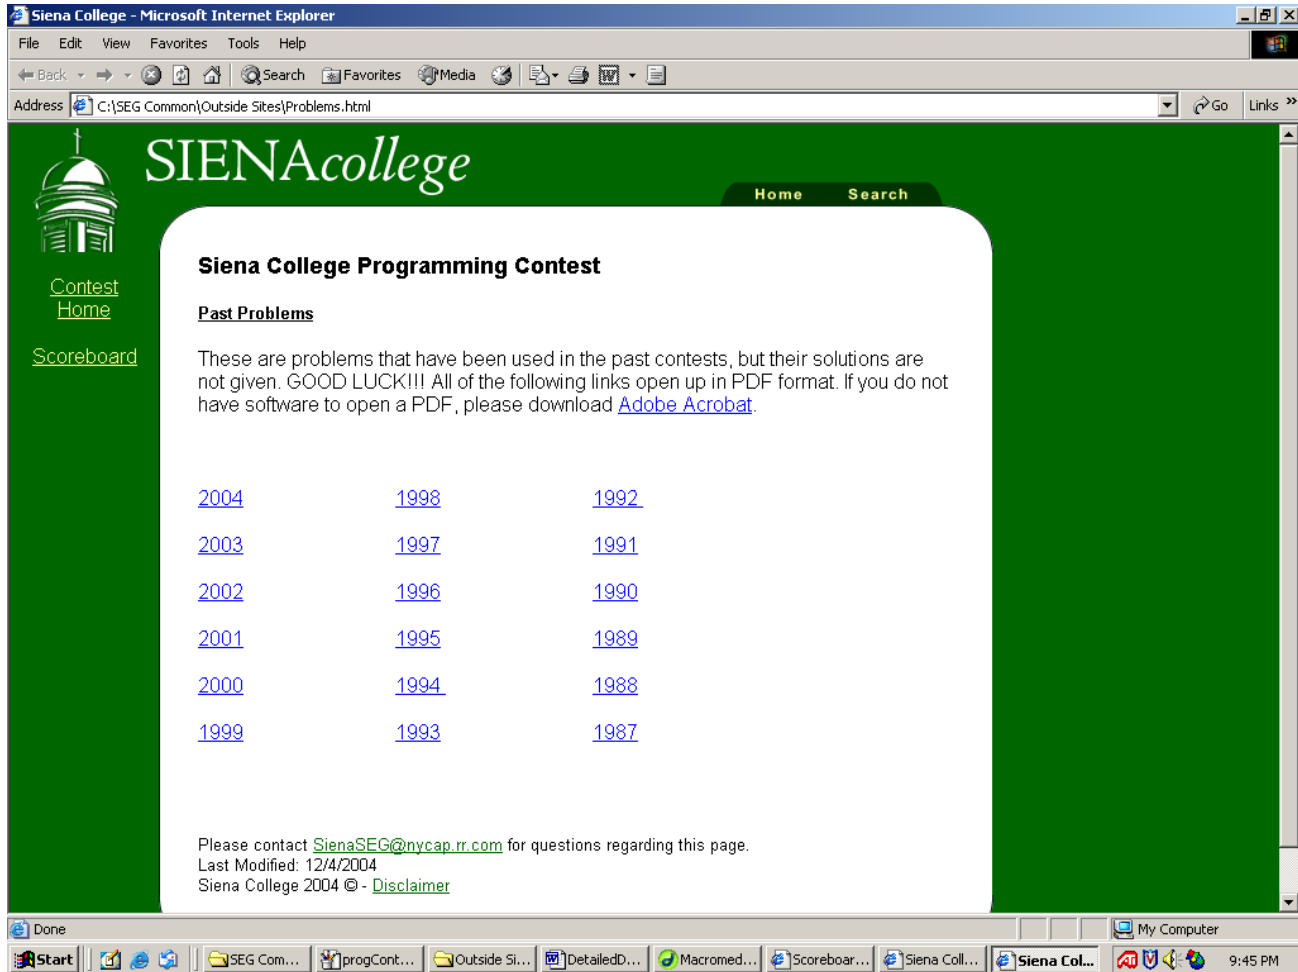 Siena College - Microsoft Internet Explorer
File Edit View Favorites Tools Help
Back Search Favorites Media
Address C:\SEG Common\Outside Sites\Problems.html Go Links »
SIENAcollege
Home Search
Contest
Home
Scoreboard
Siena College Programming Contest
Past Problems
These are problems that have been used in the past contests, but their solutions are
not given. GOOD LUCK!!! All of the following links open up in PDF format. If you do not
have software to open a PDF, please download Adobe Acrobat.
2004 1998 1992
2003 1997 1991
2002 1996 1990
2001 1995 1989
2000 1994 1988
1999 1993 1987
Please contact SienaSEG@nycap.rr.com for questions regarding this page.
Last Modified: 12/4/2004
Siena College 2004 © - Disclaimer
Done My Computer
Start SEG Com... progCont... Outside Si... DetailedD... Macromed... Scoreboar... Siena Coll... Siena Col... 9:45 PM